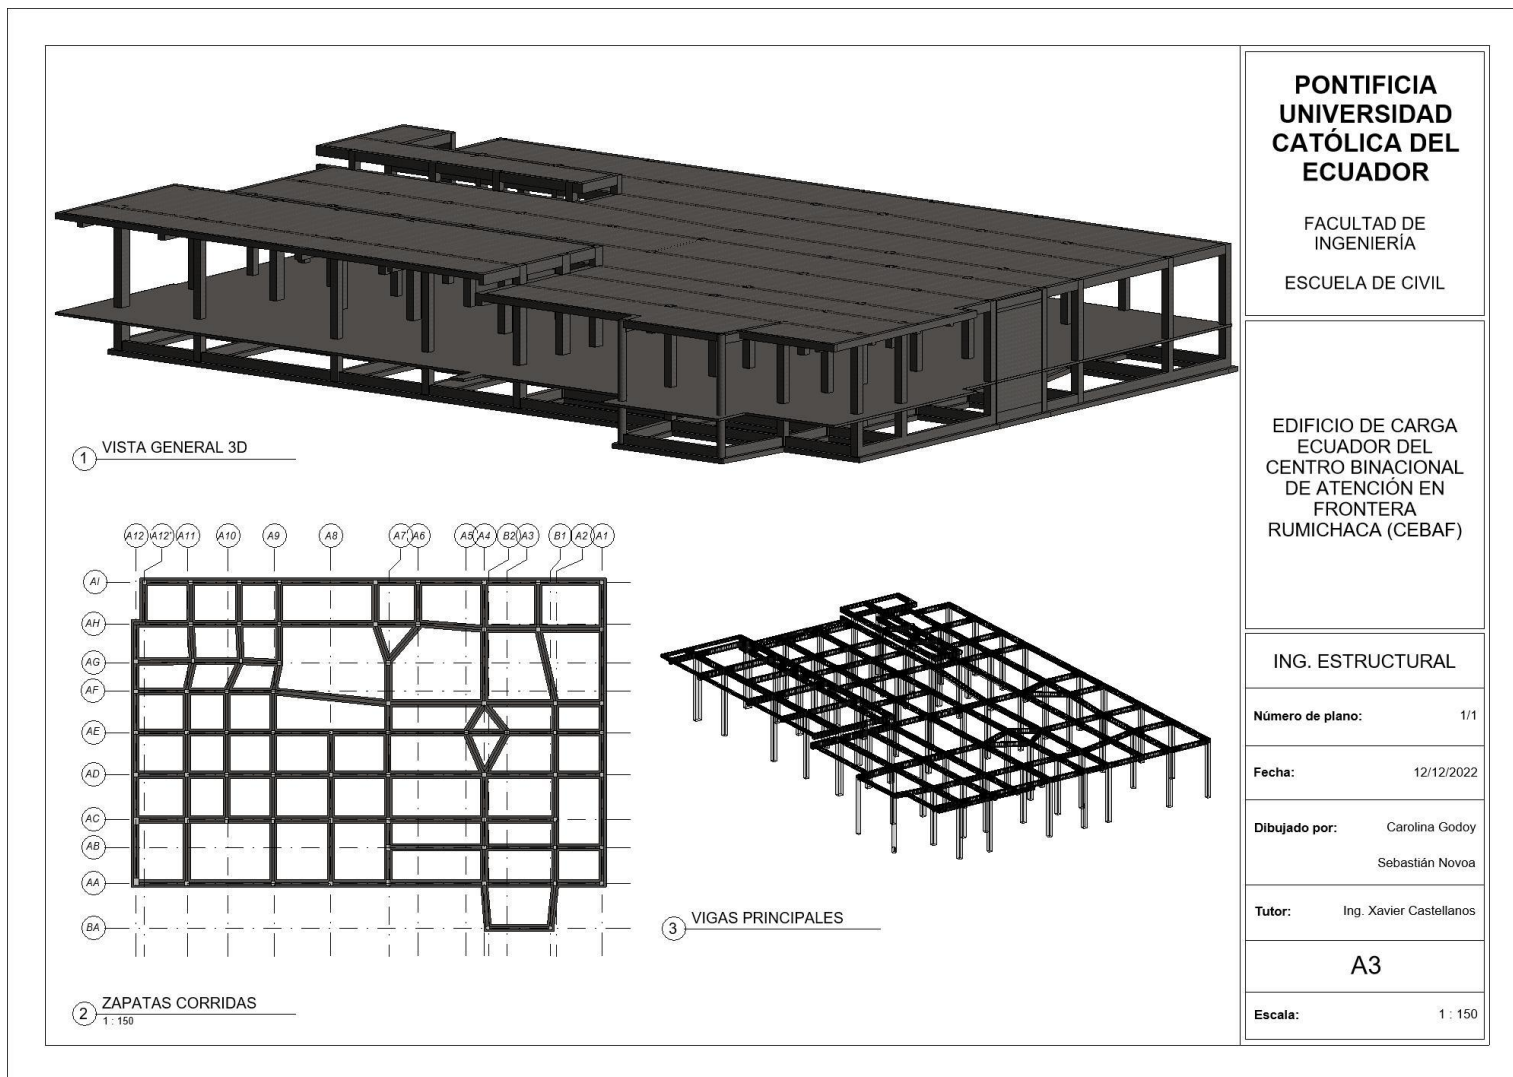 1 VISTA GENERAL 3D
A12 A12' A11 A10 A9 A8 A7 A6 A5 A4 B2 A3 B1 A2 A1
AI
AH
AG
AF
AE
AD
AC
AB
AA
BA
2 ZAPATAS CORRIDAS
1 : 150
3 VIGAS PRINCIPALES
PONTIFICIA
UNIVERSIDAD
CATÓLICA DEL
ECUADOR
FACULTAD DE
INGENIERÍA
ESCUELA DE CIVIL
EDIFICIO DE CARGA
ECUADOR DEL
CENTRO BINACIONAL
DE ATENCIÓN EN
FRONTERA
RUMICHACA (CEBAF)
ING. ESTRUCTURAL
Número de plano: 1/1
Fecha: 12/12/2022
Dibujado por: Carolina Godoy
Sebastián Novoa
Tutor: Ing. Xavier Castellanos
A3
Escala: 1 : 150